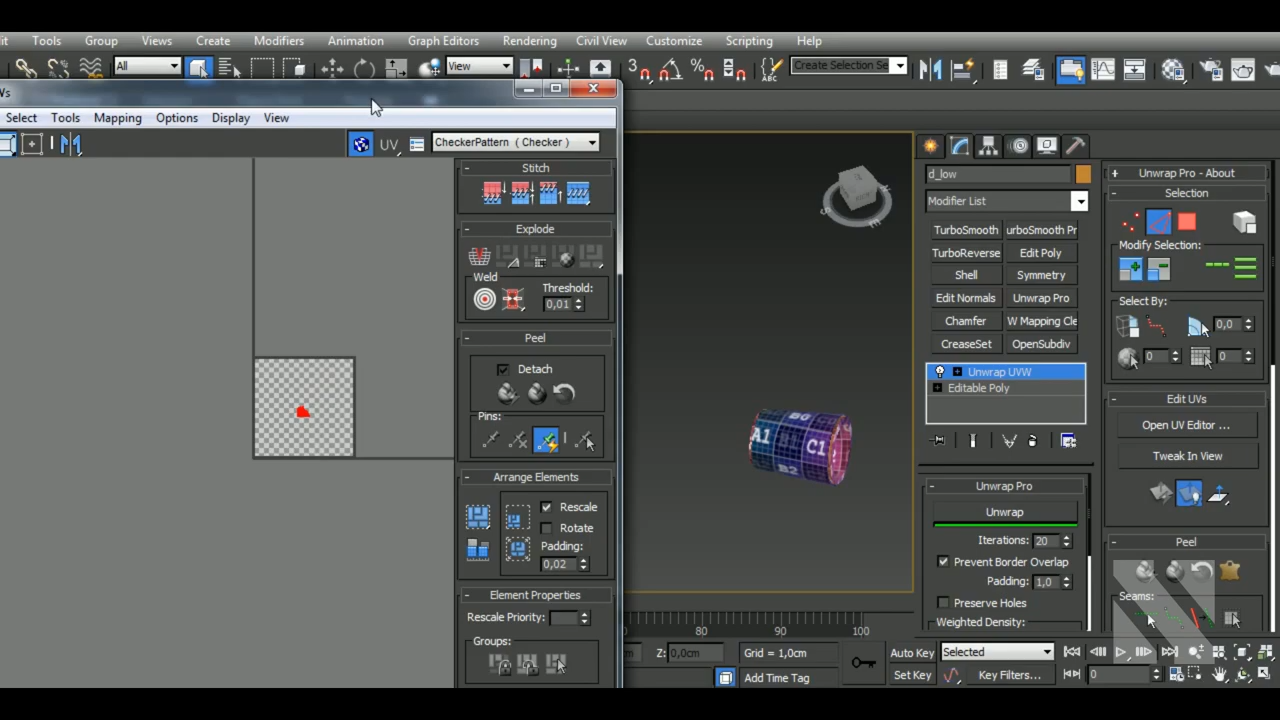 it Tools Group Views Create Modifiers Animation Graph Editors Rendering Civil View Customize Scripting Help
All View 3 ABC Create Selection Se
Ws
Select Tools Mapping Options Display View
UV CheckerPattern ( Checker )
Stitch
Explode
Weld
Threshold:
0,01
Peel
Detach
Pins:
Arrange Elements
Rescale
Rotate
Padding:
0,02
Element Properties
Rescale Priority:
Groups:
A1 B0 C1
B2
80 90 100
Z: 0,0cm Grid = 1,0cm
Add Time Tag
Auto Key Selected
Set Key Key Filters... 0
d_low
Modifier List
TurboSmooth urboSmooth Pr
TurboReverse Edit Poly
Shell Symmetry
Edit Normals Unwrap Pro
Chamfer W Mapping Cle
CreaseSet OpenSubdiv
Unwrap UVW
Editable Poly
Unwrap Pro
Unwrap
Iterations: 20
Prevent Border Overlap
Padding: 1,0
Preserve Holes
Weighted Density:
+ Unwrap Pro - About
- Selection
Modify Selection:
Select By:
0,0
0 0
- Edit UVs
Open UV Editor ...
Tweak In View
- Peel
Seams: